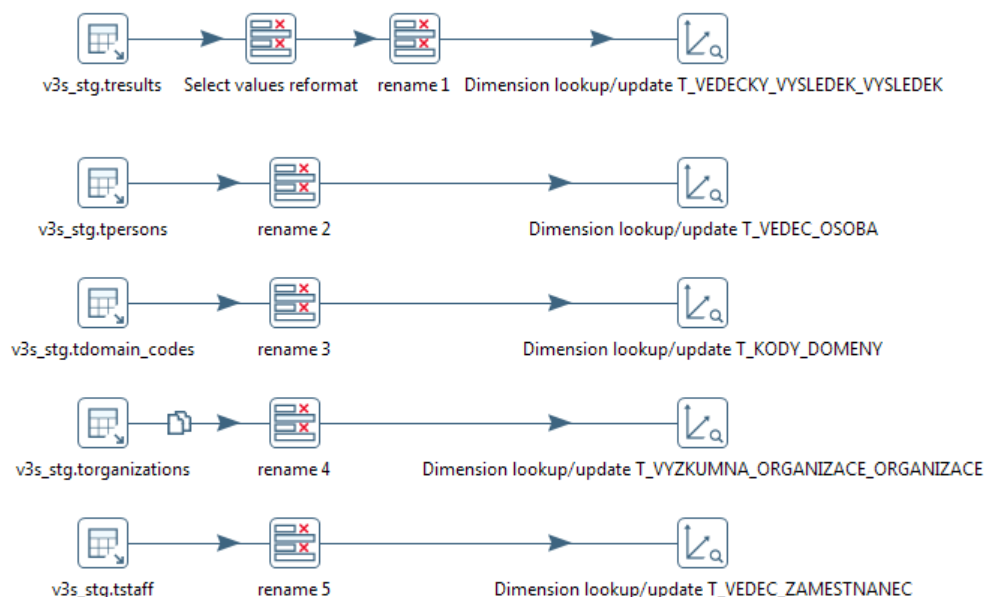 v3s_stg.tresults Select values reformat rename 1 Dimension lookup/update T_VEDECKY_VYSLEDEK_VYSLEDEK
v3s_stg.tpersons rename 2 Dimension lookup/update T_VEDEC_OSOBA
v3s_stg.tdomain_codes rename 3 Dimension lookup/update T_KODY_DOMENY
v3s_stg.torganizations rename 4 Dimension lookup/update T_VYZKUMNA_ORGANIZACE_ORGANIZACE
v3s_stg.tstaff rename 5 Dimension lookup/update T_VEDEC_ZAMESTNANEC